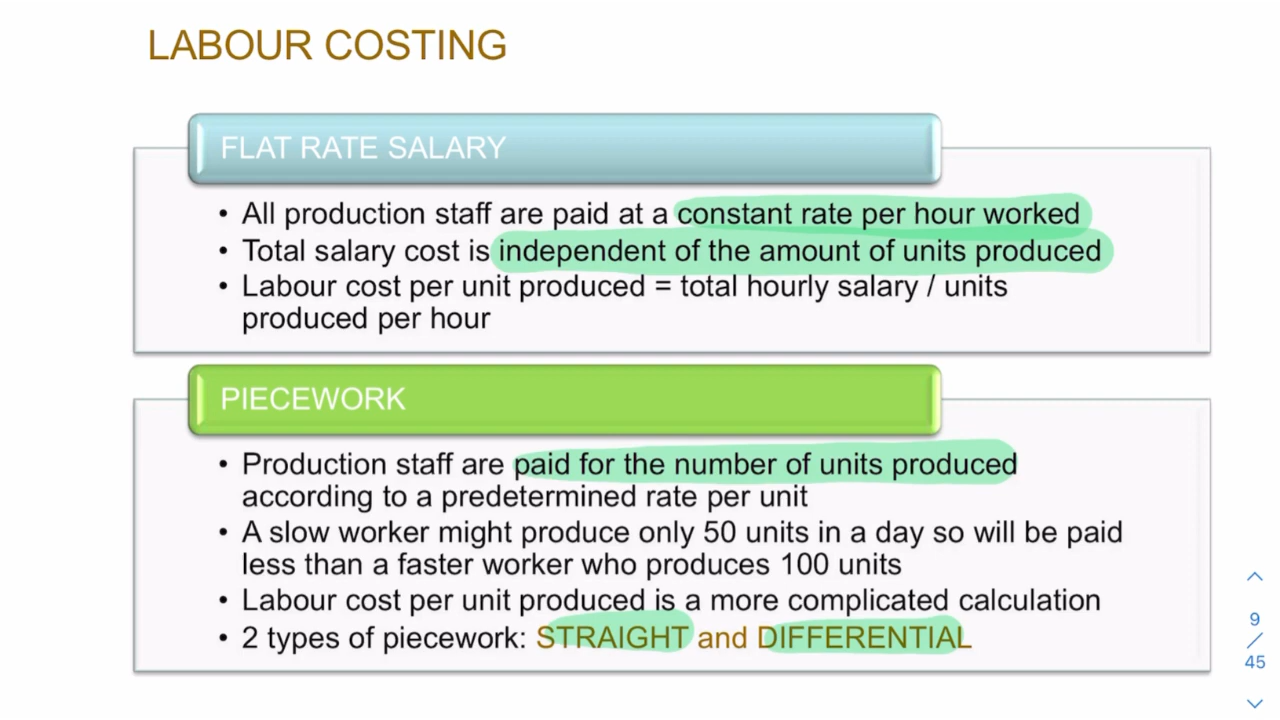 LABOUR COSTING
FLAT RATE SALARY
• All production staff are paid at a constant rate per hour worked
• Total salary cost is independent of the amount of units produced
• Labour cost per unit produced = total hourly salary / units
produced per hour
PIECEWORK
• Production staff are paid for the number of units produced
according to a predetermined rate per unit
• A slow worker might produce only 50 units in a day so will be paid
less than a faster worker who produces 100 units
• Labour cost per unit produced is a more complicated calculation
• 2 types of piecework: STRAIGHT and DIFFERENTIAL
9
/
45